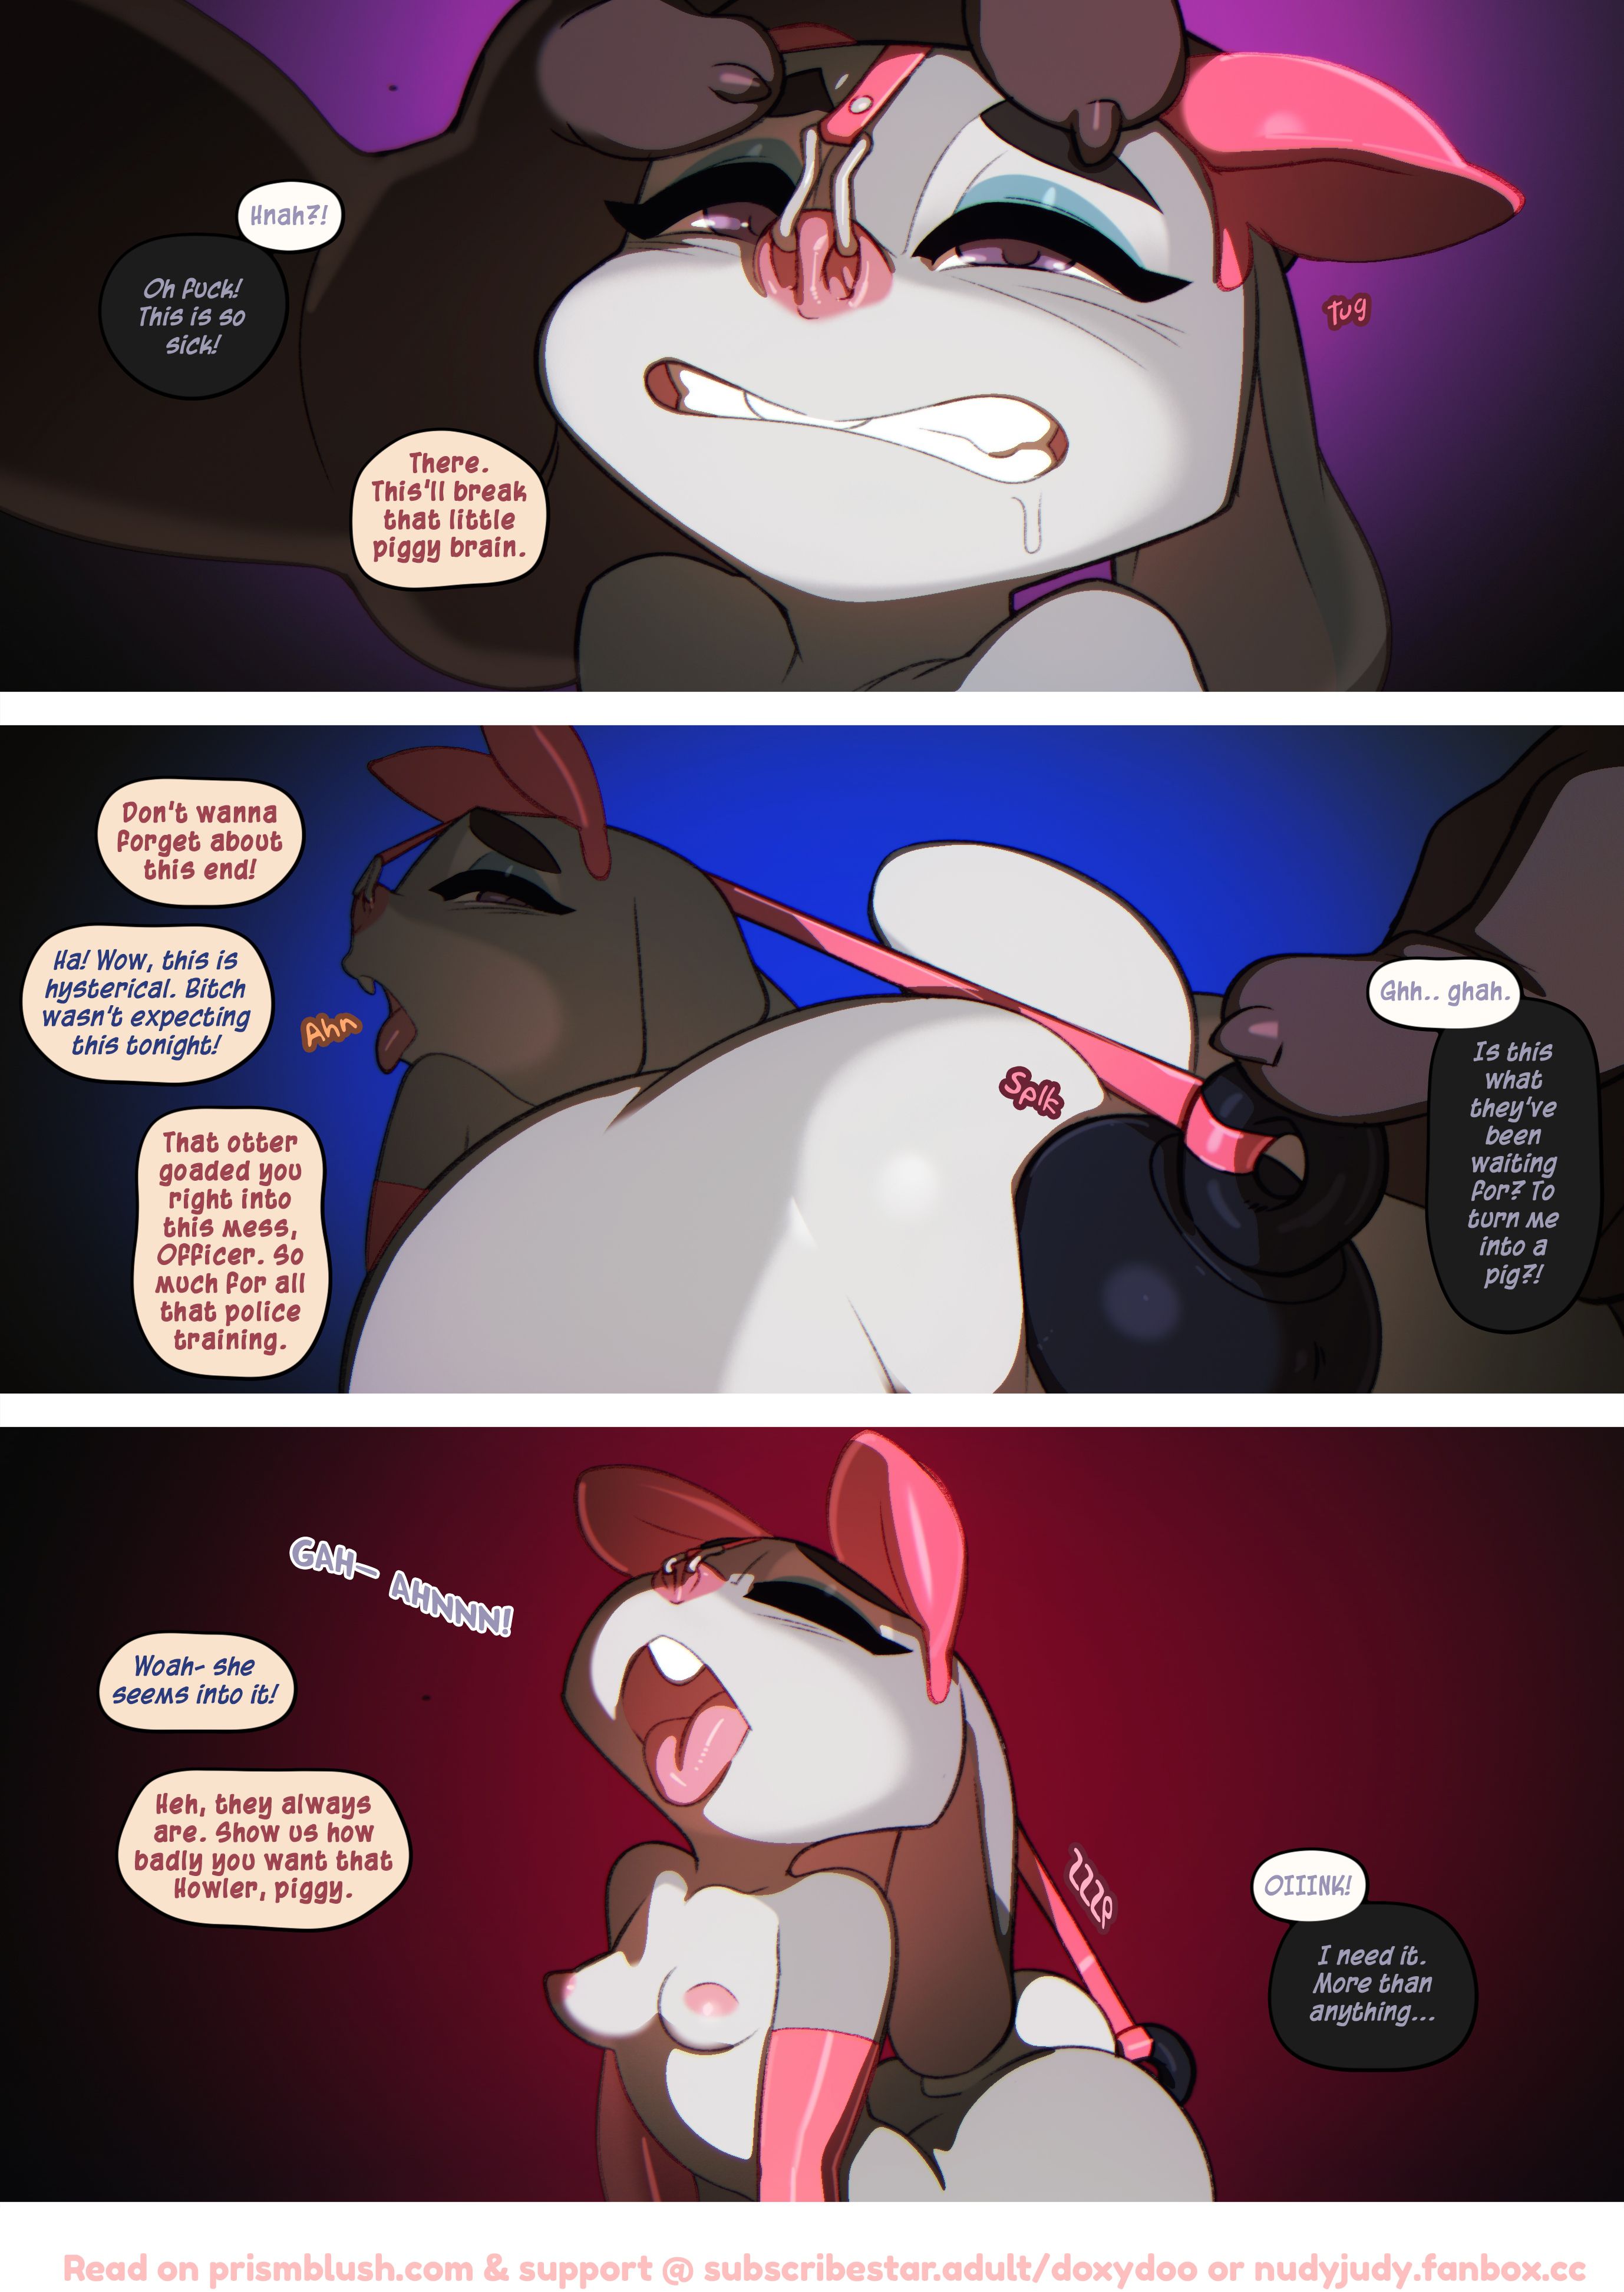 Hnah?!
Oh fuck!
This is so
sick!
Tug
There.
This'll break
that little
piggy brain.
Don't wanna
forget about
this end!
Ha! Wow, this is
hysterical. Bitch
wasn't expecting
this tonight!
Ahn
That otter
goaded you
right into
this mess,
Officer. So
much for all
that police
training.
Splk
Ghh.. ghah.
Is this
what
they've
been
waiting
for? To
turn me
into a
pig?!
GAH— AHNNN!
Woah- she
seems into it!
Heh, they always
are. Show us how
badly you want that
Howler, piggy.
ZZZP
OIIINK!
I need it.
More than
anything...
Read on prismblush.com & support @ subscribestar.adult/doxydoo or nudyjudy.fanbox.cc